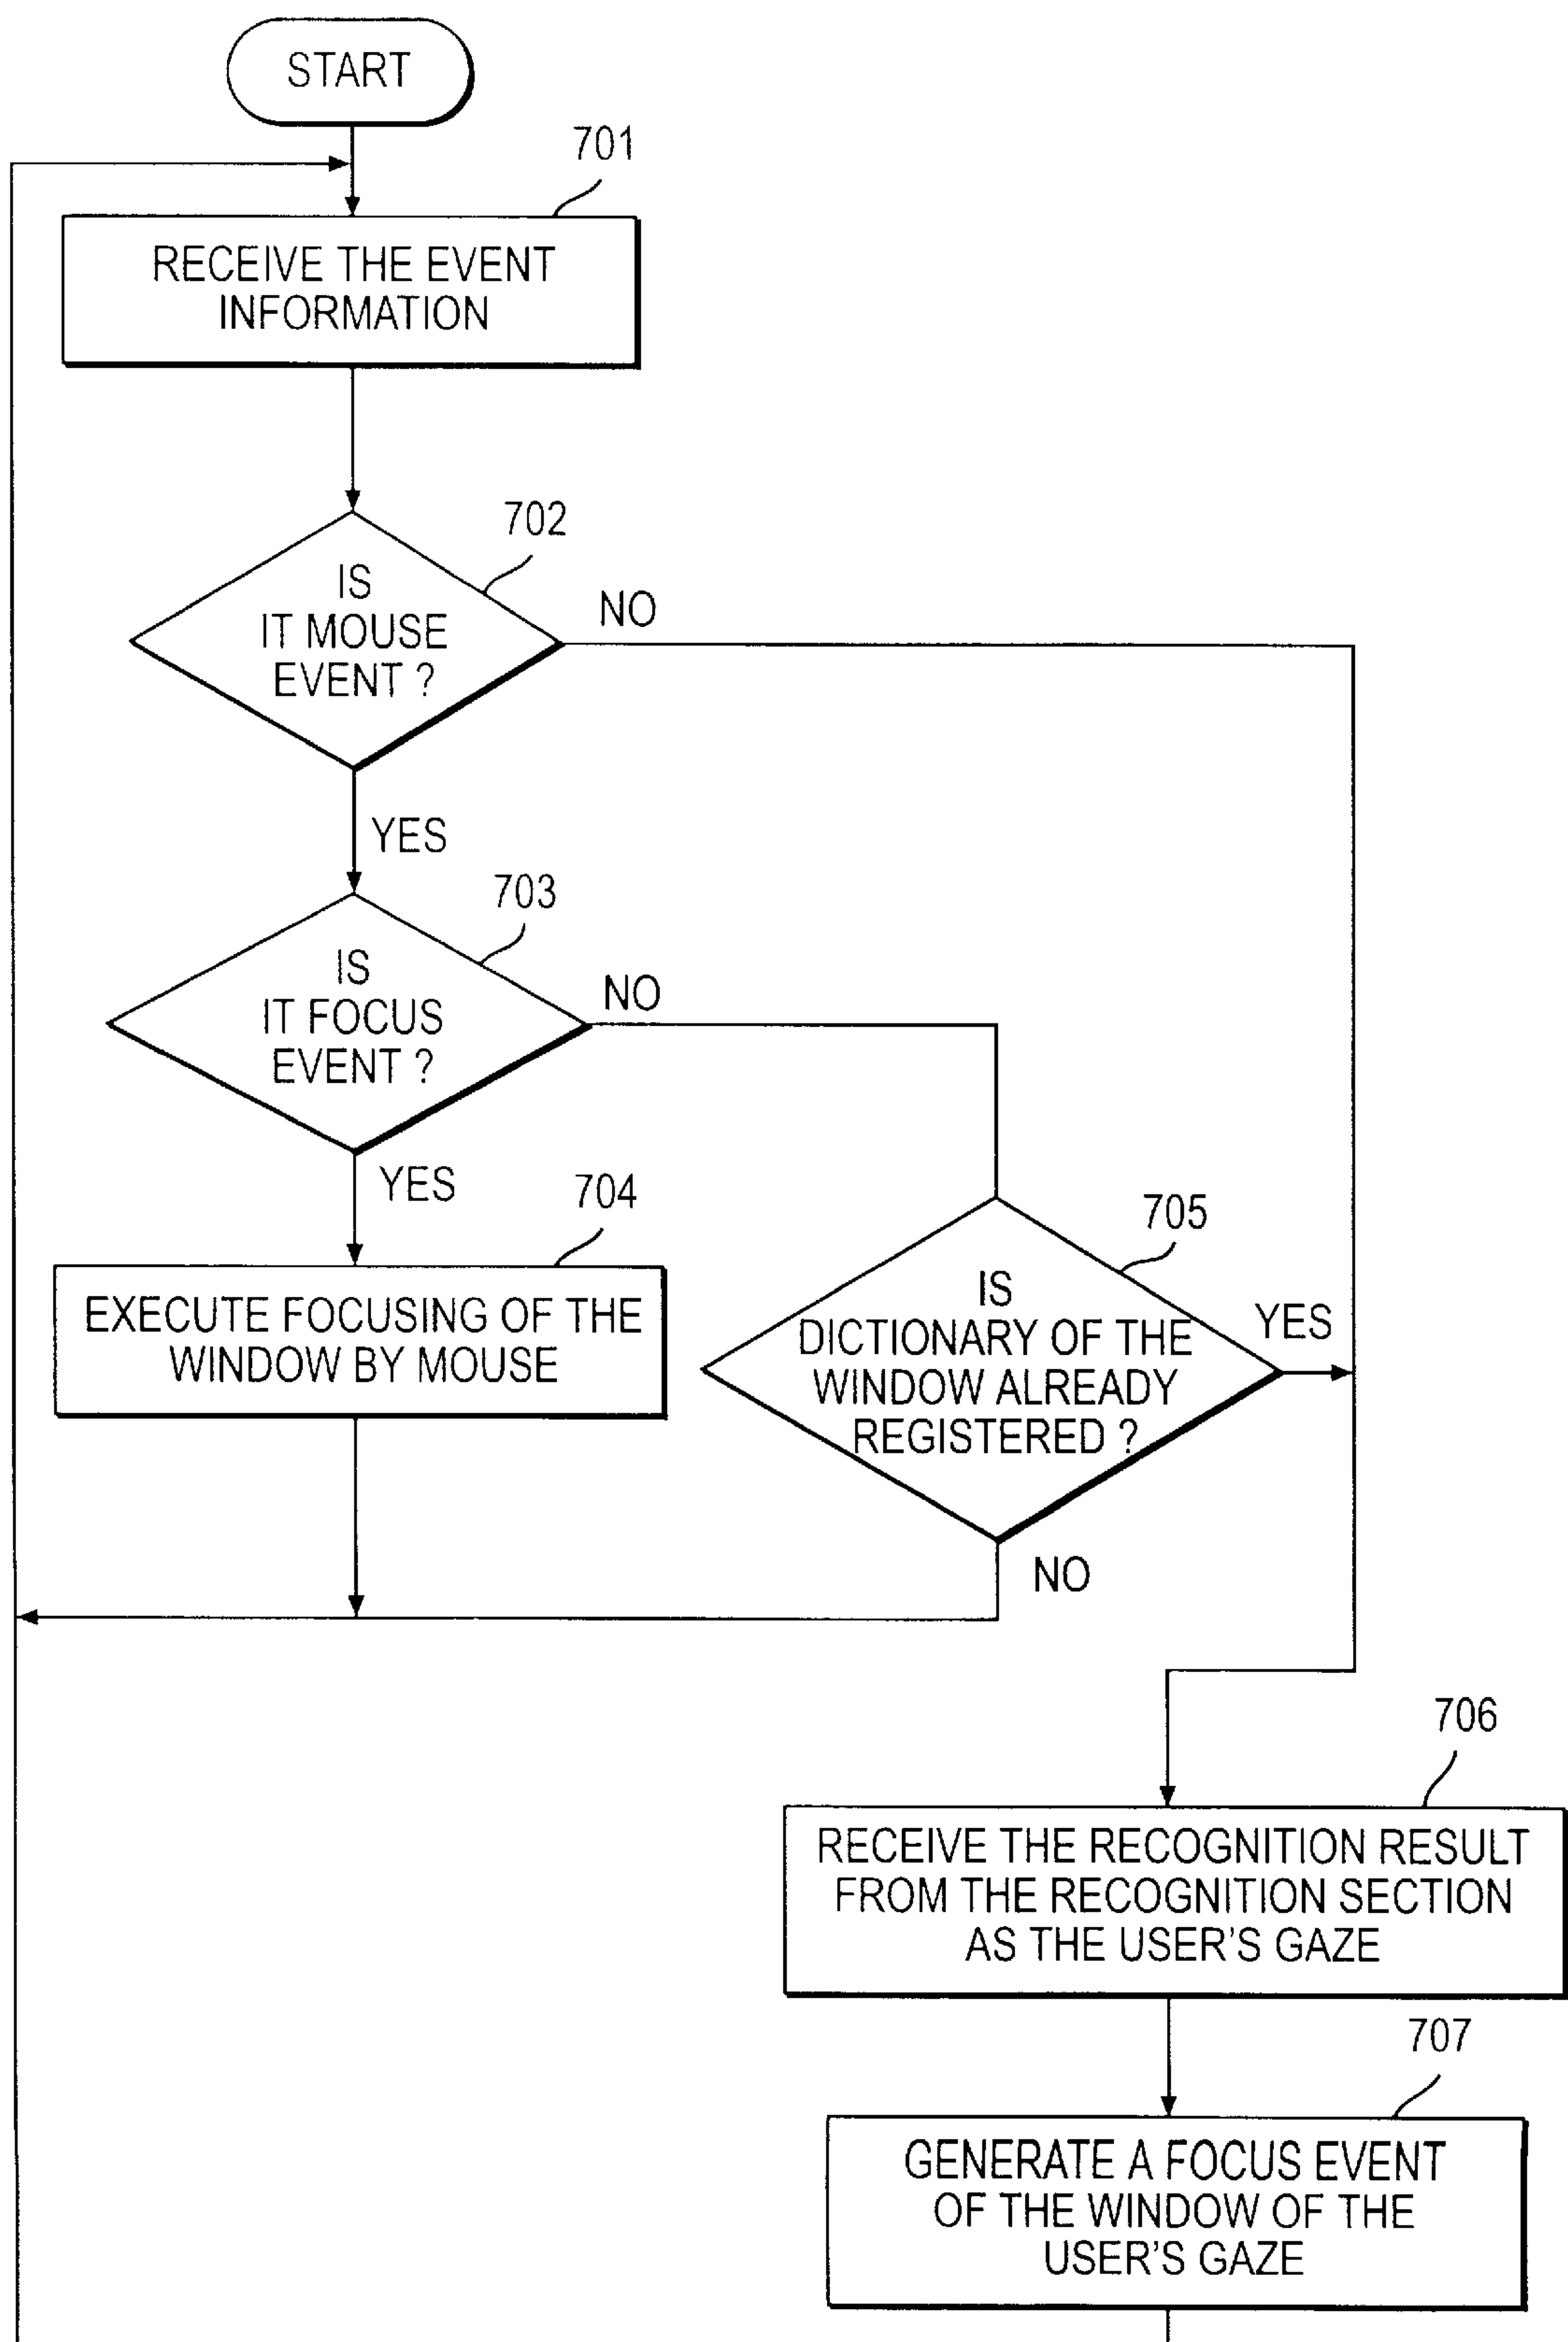 START
701
RECEIVE THE EVENT
INFORMATION
702
IS
IT MOUSE
EVENT ?
NO
YES
703
IS
IT FOCUS
EVENT ?
NO
YES
704
EXECUTE FOCUSING OF THE
WINDOW BY MOUSE
705
IS
DICTIONARY OF THE
WINDOW ALREADY
REGISTERED ?
YES
NO
706
RECEIVE THE RECOGNITION RESULT
FROM THE RECOGNITION SECTION
AS THE USER'S GAZE
707
GENERATE A FOCUS EVENT
OF THE WINDOW OF THE
USER'S GAZE